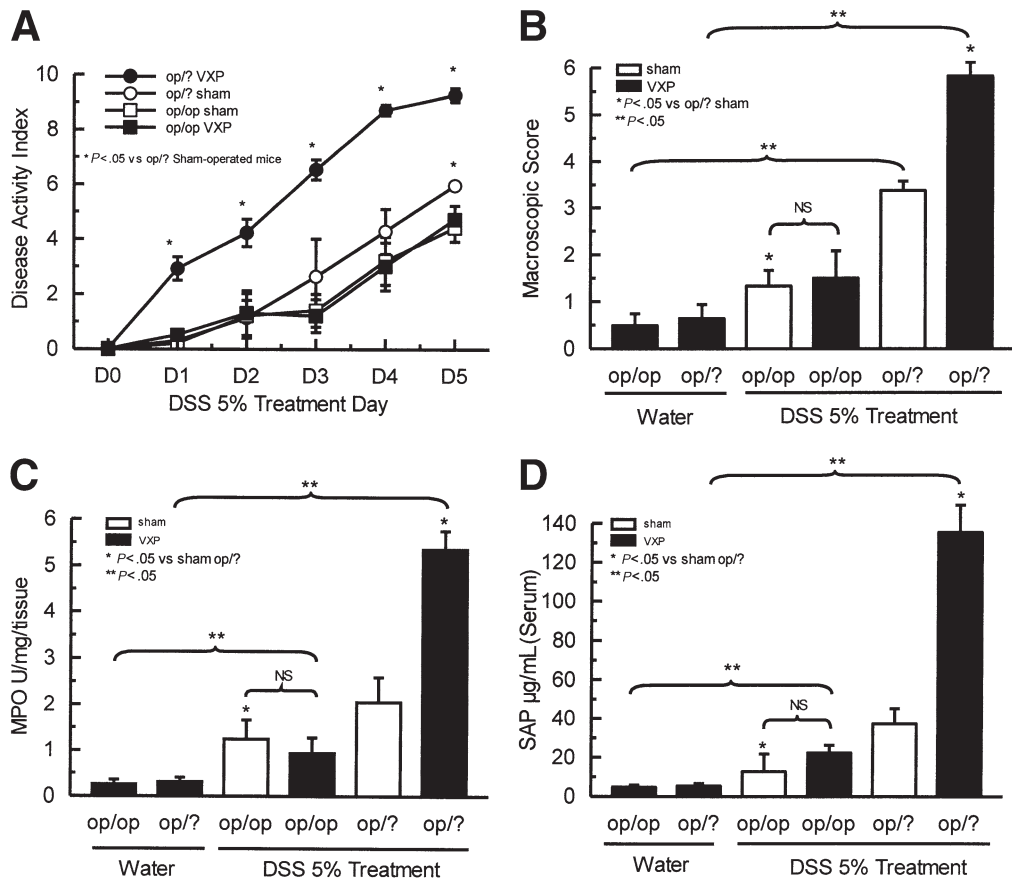 A
10
8
6
4
2
0
Disease Activity Index
op/? VXP
op/? sham
op/op sham
op/op VXP
* P<.05 vs op/? Sham-operated mice
*
*
*
*
*
*
D0 D1 D2 D3 D4 D5
DSS 5% Treatment Day
B
6
5
4
3
2
1
0
Macroscopic Score
sham
VXP
* P<.05 vs op/? sham
** P<.05
**
*
**
NS
*
op/op op/? op/op op/op op/? op/?
Water DSS 5% Treatment
C
6
5
4
3
2
1
0
MPO U/mg/tissue
sham
VXP
* P<.05 vs sham op/?
** P<.05
**
*
**
NS
*
op/op op/? op/op op/op op/? op/?
Water DSS 5% Treatment
D
140
120
100
80
60
40
20
0
SAP µg/mL(Serum)
sham
VXP
* P<.05 vs sham op/?
** P<.05
**
*
**
NS
*
op/op op/? op/op op/op op/? op/?
Water DSS 5% Treatment